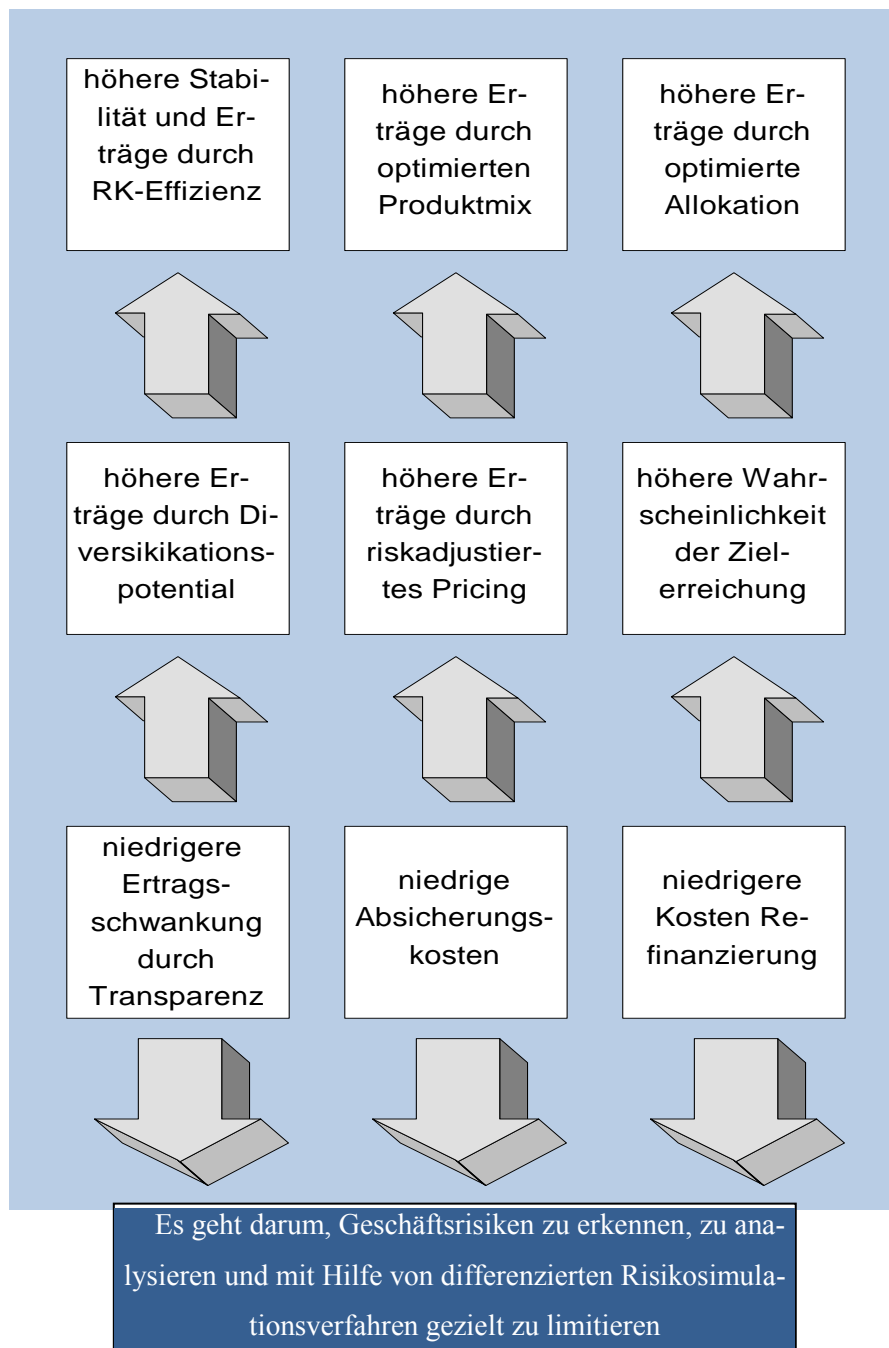 höhere Stabi-
lität und Er-
träge durch
RK-Effizienz
höhere Er-
träge durch
optimierten
Produktmix
höhere Er-
träge durch
optimierte
Allokation
höhere Er-
träge durch Di-
versikikations-
potential
höhere Er-
träge durch
riskadjustier-
tes Pricing
höhere Wahr-
scheinlichkeit
der Ziel-
erreichung
niedrigere
Ertrags-
schwankung
durch
Transparenz
niedrige
Absicherungs-
kosten
niedrigere
Kosten Re-
finanzierung
Es geht darum, Geschäftsrisiken zu erkennen, zu ana-
lysieren und mit Hilfe von differenzierten Risikosimula-
tionsverfahren gezielt zu limitieren